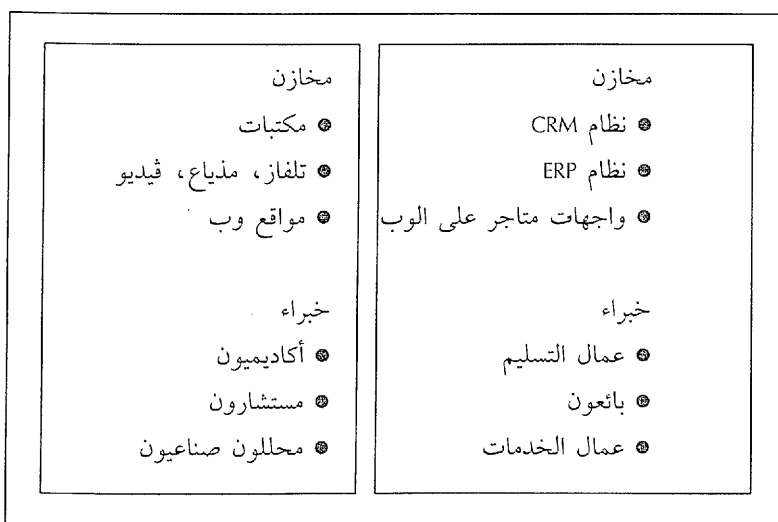 مخازن
● نظام CRM
● نظام ERP
● واجهات متاجر على الوب
خبراء
● عمال التسليم
● بائعون
● عمال الخدمات
مخازن
● مكتبات
● تلفاز، مذياع، ڤيديو
● مواقع وب
خبراء
● أكاديميون
● مستشارون
● محللون صناعيون